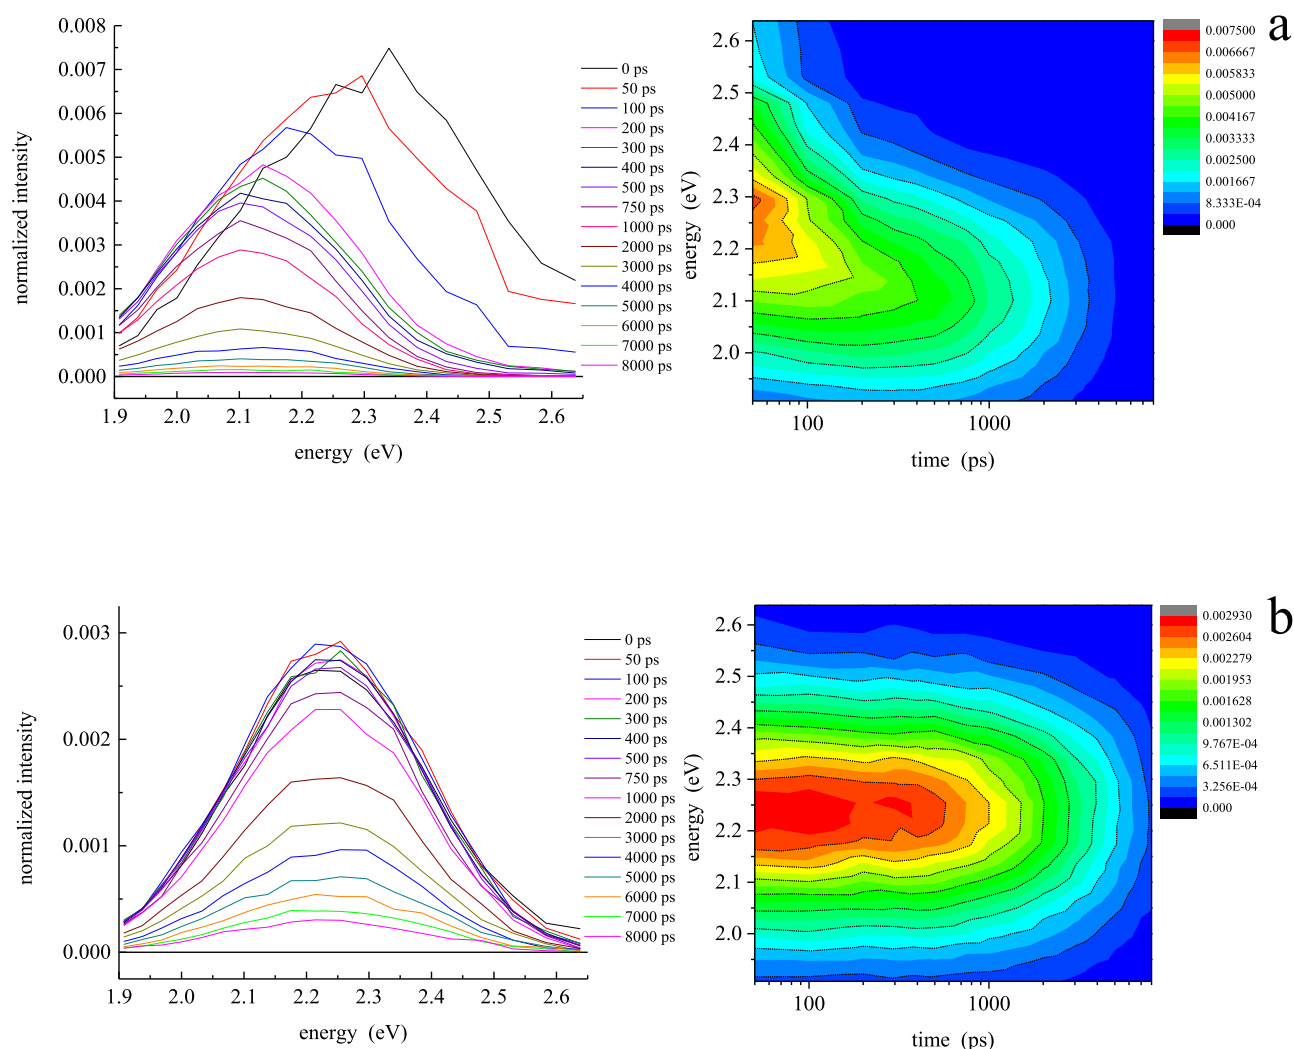 a
0.008
0.007
0.006
0.005
0.004
0.003
0.002
0.001
0.000
normalized intensity
1.9 2.0 2.1 2.2 2.3 2.4 2.5 2.6
energy (eV)
0 ps
50 ps
100 ps
200 ps
300 ps
400 ps
500 ps
750 ps
1000 ps
2000 ps
3000 ps
4000 ps
5000 ps
6000 ps
7000 ps
8000 ps
2.6
2.5
2.4
2.3
2.2
2.1
2.0
energy (eV)
100 1000
time (ps)
0.007500
0.006667
0.005833
0.005000
0.004167
0.003333
0.002500
0.001667
8.333E-04
0.000
b
0.003
0.002
0.001
0.000
normalized intensity
1.9 2.0 2.1 2.2 2.3 2.4 2.5 2.6
energy (eV)
0 ps
50 ps
100 ps
200 ps
300 ps
400 ps
500 ps
750 ps
1000 ps
2000 ps
3000 ps
4000 ps
5000 ps
6000 ps
7000 ps
8000 ps
2.6
2.5
2.4
2.3
2.2
2.1
2.0
energy (eV)
100 1000
time (ps)
0.002930
0.002604
0.002279
0.001953
0.001628
0.001302
9.767E-04
6.511E-04
3.256E-04
0.000